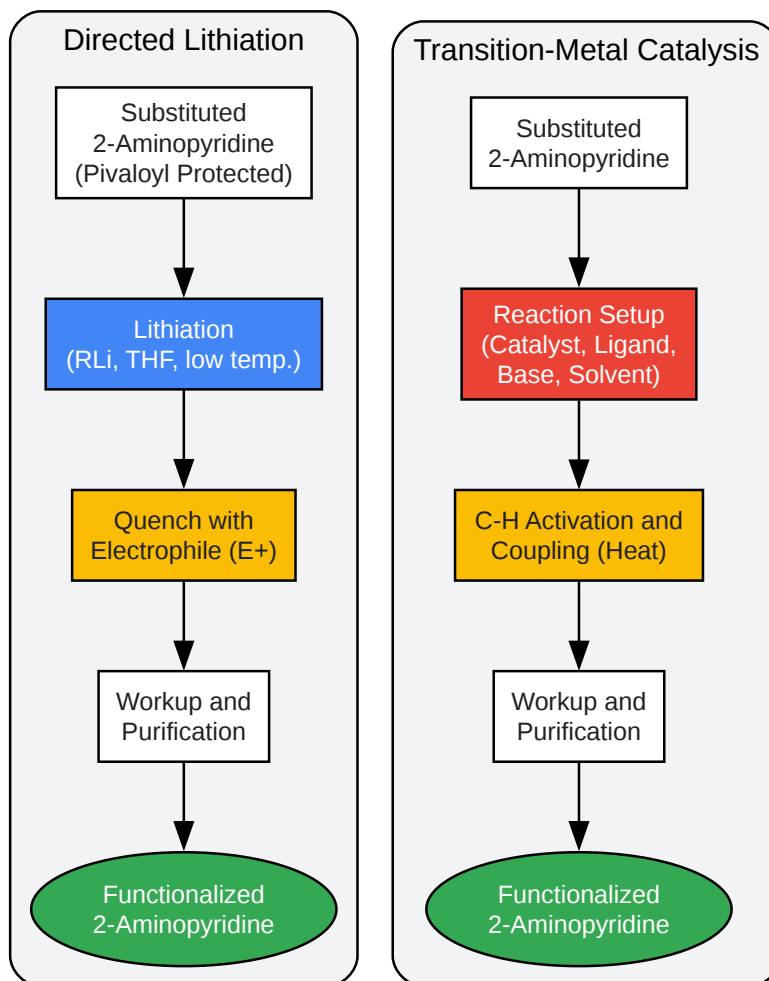 Directed Lithiation
Substituted
2-Aminopyridine
(Pivaloyl Protected)
Lithiation
(RLi, THF, low temp.)
Quench with
Electrophile (E+)
Workup and
Purification
Functionalized
2-Aminopyridine
Transition-Metal Catalysis
Substituted
2-Aminopyridine
Reaction Setup
(Catalyst, Ligand,
Base, Solvent)
C-H Activation and
Coupling (Heat)
Workup and
Purification
Functionalized
2-Aminopyridine